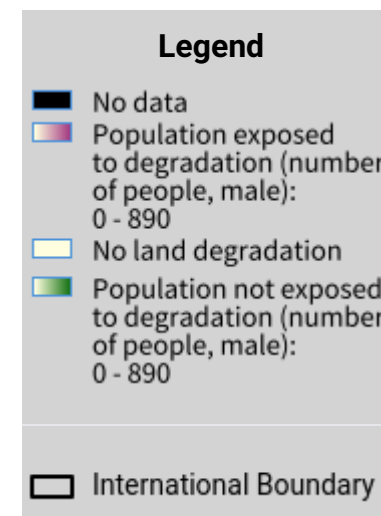 Legend
No data
Population exposed
to degradation (number
of people, male):
0 - 890
No land degradation
Population not exposed
to degradation (number
of people, male):
0 - 890
International Boundary